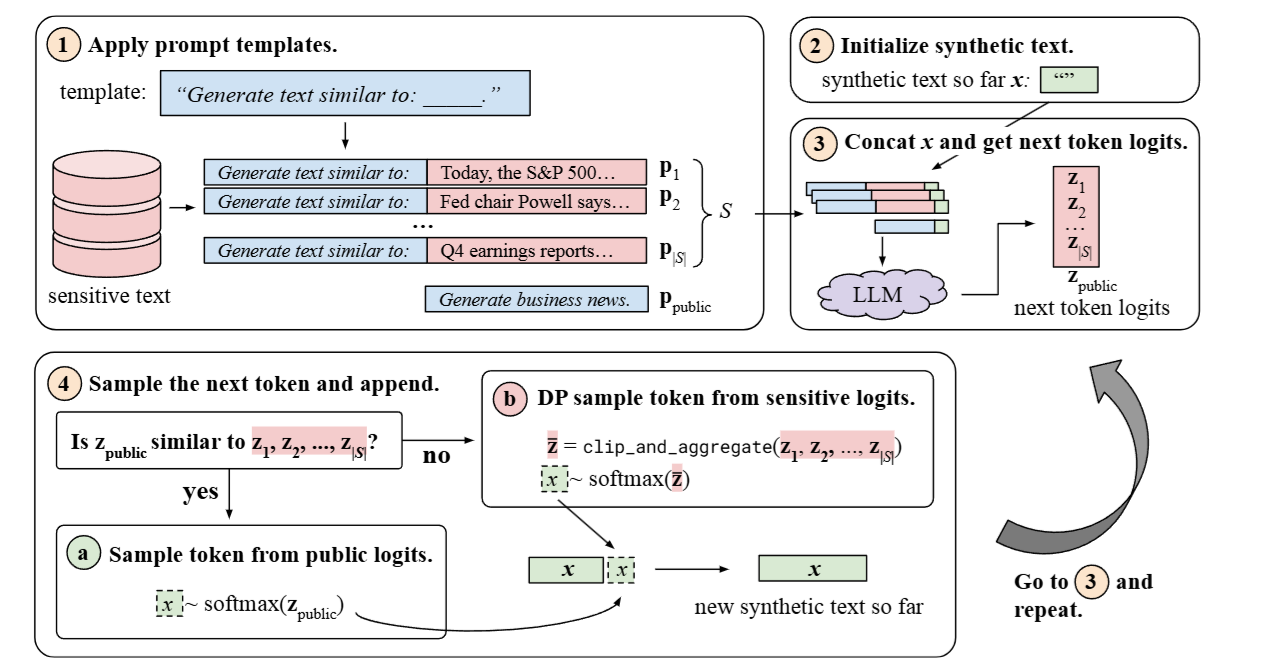 1 Apply prompt templates.
template: “Generate text similar to: _____.”
Generate text similar to: Today, the S&P 500… p1
Generate text similar to: Fed chair Powell says… p2
...
Generate text similar to: Q4 earnings reports… p|S|
S
sensitive text
Generate business news. ppublic
2 Initialize synthetic text.
synthetic text so far x: “”
3 Concat x and get next token logits.
z1
z2
...
z|S|
zpublic
LLM
next token logits
4 Sample the next token and append.
Is zpublic similar to z1, z2, ..., z|S|?
no
yes
a Sample token from public logits.
x ~ softmax(zpublic)
b DP sample token from sensitive logits.
z̅ = clip_and_aggregate(z1, z2, ..., z|S|)
x ~ softmax(z̅)
x x x
new synthetic text so far
Go to 3 and
repeat.